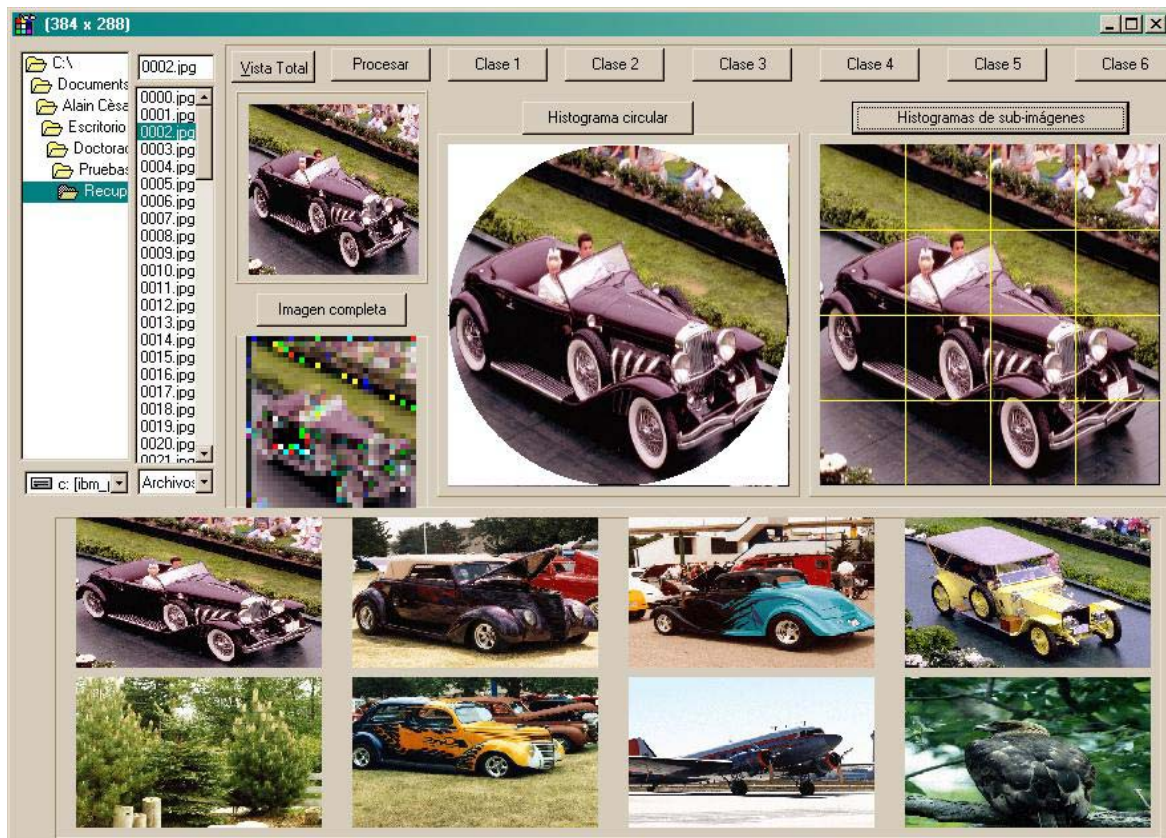 (384 x 288)
C:\
Documents
Alain Cèsa
Escritorio
Doctorac
Pruebas
Recup
0002.jpg
0000.jpg
0001.jpg
0002.jpg
0003.jpg
0004.jpg
0005.jpg
0006.jpg
0007.jpg
0008.jpg
0009.jpg
0010.jpg
0011.jpg
0012.jpg
0013.jpg
0014.jpg
0015.jpg
0016.jpg
0017.jpg
0018.jpg
0019.jpg
0020.jpg
0021.jpg
c: [ibm_
Archivos
Vista Total
Procesar
Clase 1
Clase 2
Clase 3
Clase 4
Clase 5
Clase 6
Histograma circular
Histogramas de sub-imágenes
Imagen completa